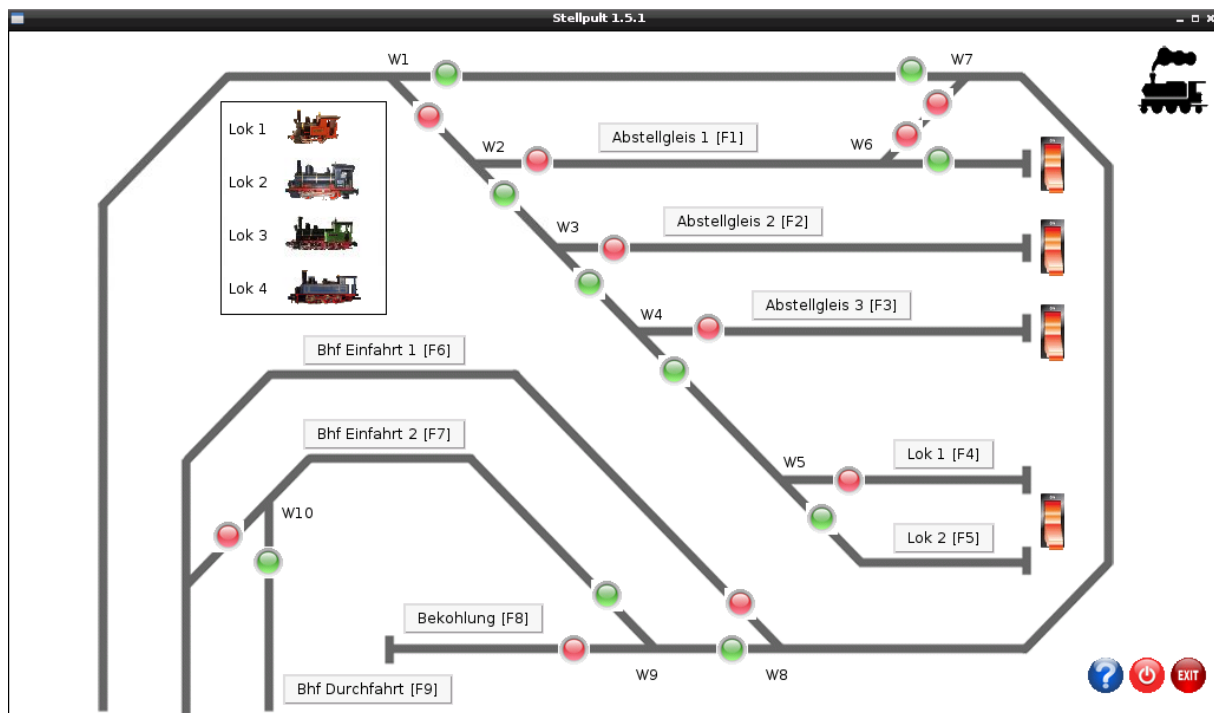 Stellpult 1.5.1
W1
W7
Lok 1
Lok 2
Lok 3
Lok 4
Abstellgleis 1 [F1]
W2
W6
Abstellgleis 2 [F2]
W3
Abstellgleis 3 [F3]
W4
Bhf Einfahrt 1 [F6]
Bhf Einfahrt 2 [F7]
Lok 1 [F4]
W5
W10
Lok 2 [F5]
Bekohlung [F8]
W9
W8
Bhf Durchfahrt [F9]
?
EXIT